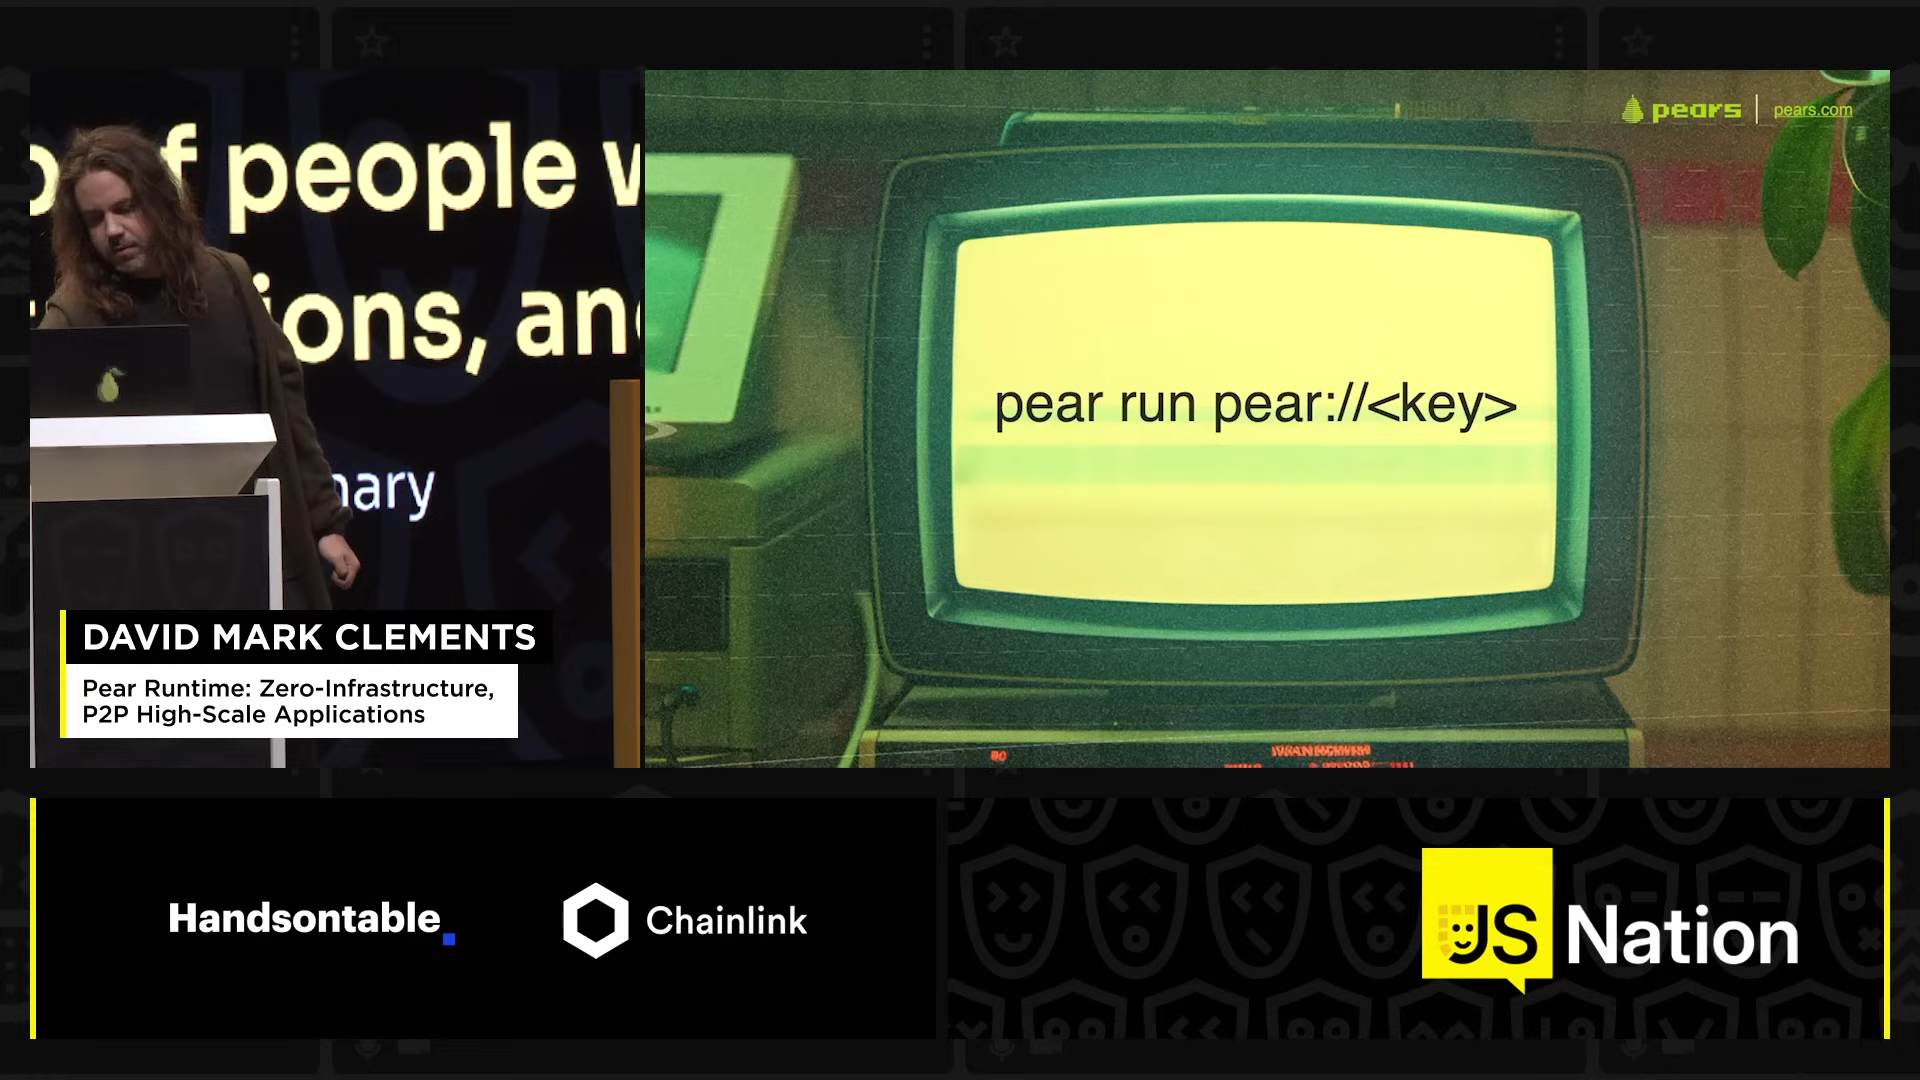 people
ions, an
nary
DAVID MARK CLEMENTS
Pear Runtime: Zero-Infrastructure,
P2P High-Scale Applications
pears
pears.com
pear run pear://<key>
Handsontable
Chainlink
JS Nation